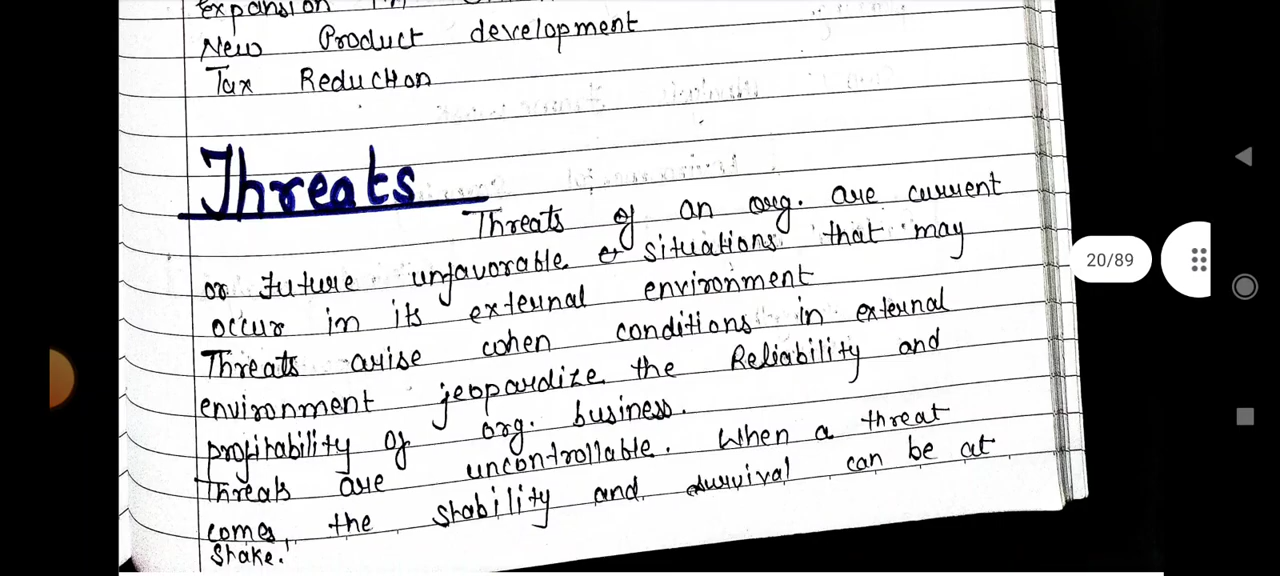 expansion
New Product development
Tax Reduction
Threats
Threats of an org. are current
or future unfavorable & situations that may
occur in its external environment
Threats arise when conditions in external
environment jeopardize the Reliability and
profitability of org. business.
Threats are uncontrollable. When a threat
comes, the stability and survival can be at
Stake.
20/89